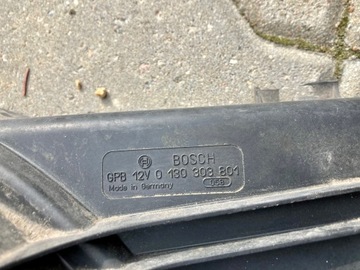 BOSCH
GPB 12V 0 130 303 801
Made in Germany